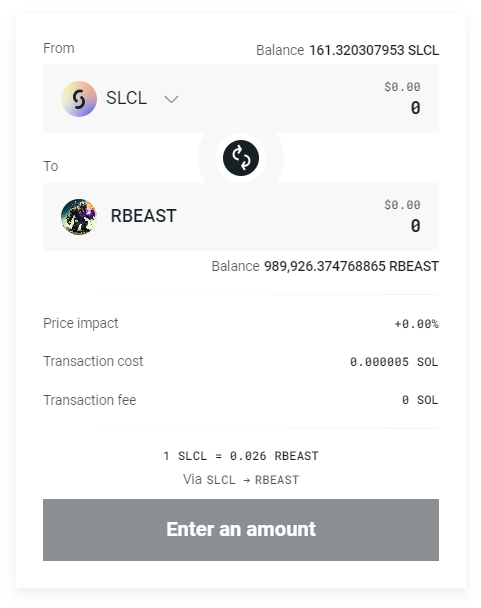 From
Balance 161.320307953 SLCL
SLCL
$0.00
0
To
RBEAST
$0.00
0
Balance 989,926.374768865 RBEAST
Price impact +0.00%
Transaction cost 0.000005 SOL
Transaction fee 0 SOL
1 SLCL = 0.026 RBEAST
Via SLCL → RBEAST
Enter an amount